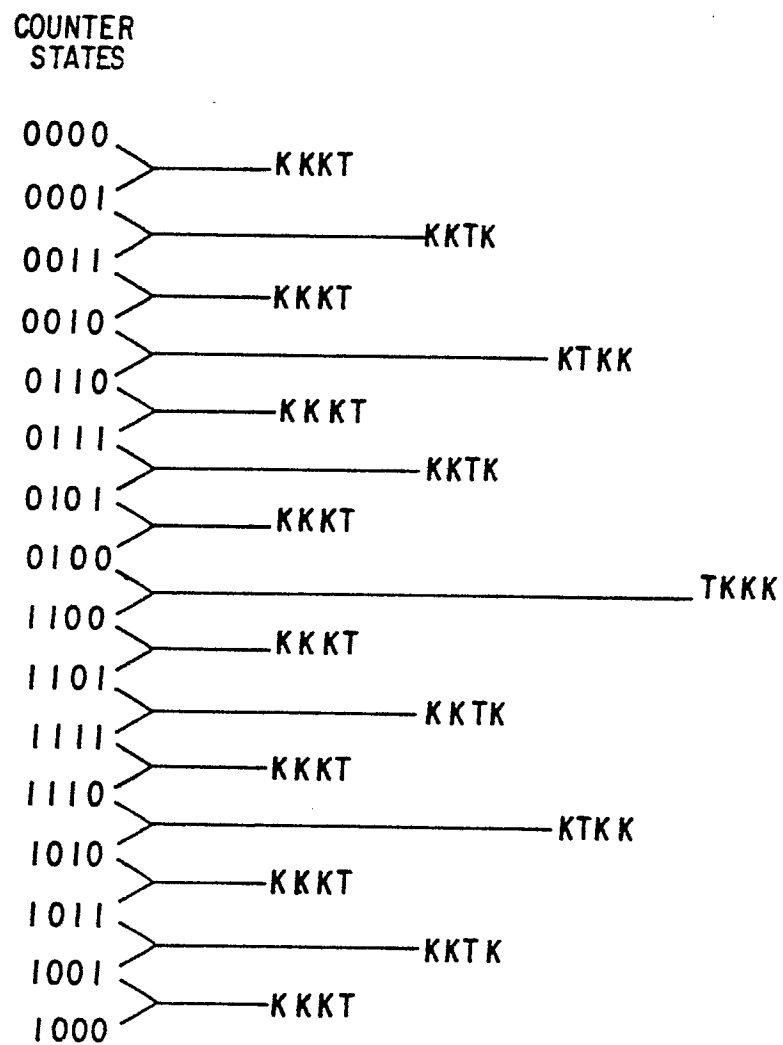 COUNTER
STATES
0000
KKKT
0001
KKTK
0011
KKKT
0010
KTKK
0110
KKKT
0111
KKTK
0101
KKKT
0100
TKKK
1100
KKKT
1101
KKTK
1111
KKKT
1110
KTKK
1010
KKKT
1011
KKTK
1001
KKKT
1000